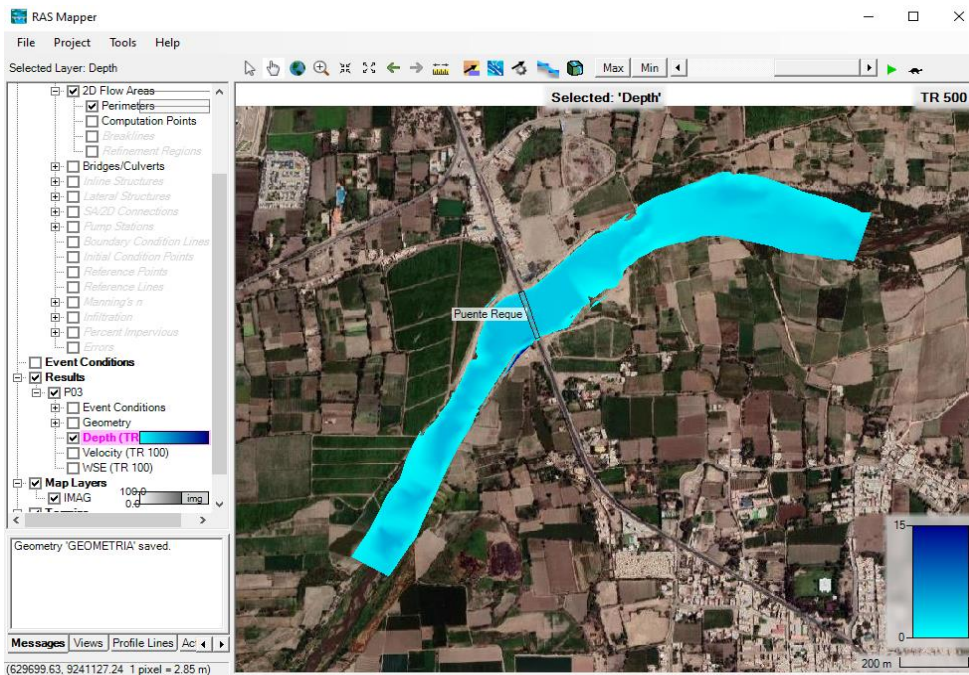 RAS Mapper
File Project Tools Help
Selected Layer: Depth
Max Min
2D Flow Areas
Perimeters
Computation Points
Breaklines
Refinement Regions
Bridges/Culverts
Inline Structures
Lateral Structures
SA/2D Connections
Pump Stations
Boundary Condition Lines
Initial Condition Points
Reference Points
Reference Lines
Manning's n
Infiltration
Percent Impervious
Errors
Event Conditions
Results
P03
Event Conditions
Geometry
Depth (TR
Velocity (TR 100)
WSE (TR 100)
Map Layers
IMAG
100.0
0.0
img
Geometry 'GEOMETRIA' saved.
Messages Views Profile Lines
(629699.63, 9241127.24 1 pixel = 2.85 m)
Selected: 'Depth'
TR 500
Puente Reque
15
0
200 m